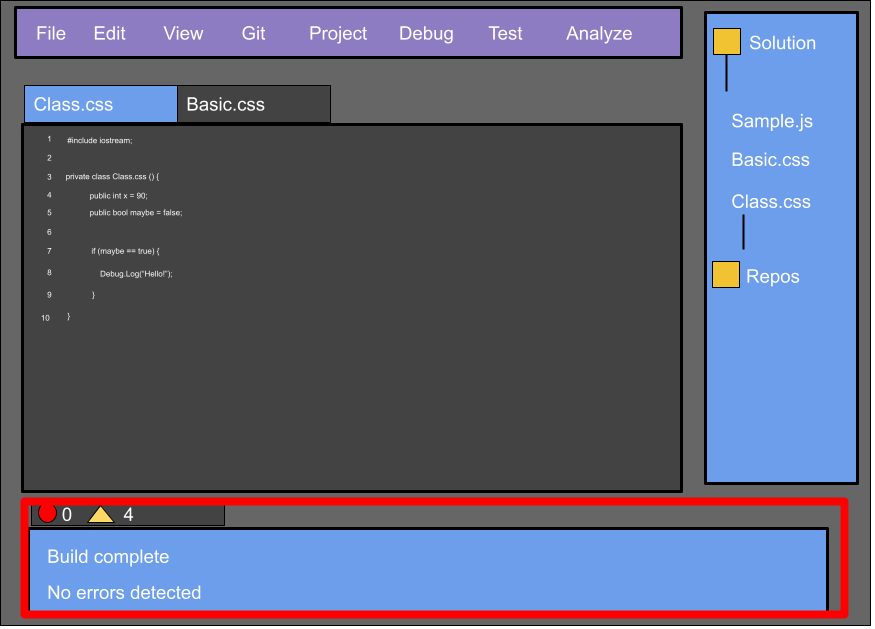 File Edit View Git Project Debug Test Analyze
Class.css Basic.css
1 #include iostream;
2
3 private class Class.css () {
4 public int x = 90;
5 public bool maybe = false;
6
7 if (maybe == true) {
8 Debug.Log("Hello!");
9 }
10 }
Solution
Sample.js
Basic.css
Class.css
Repos
0 4
Build complete
No errors detected